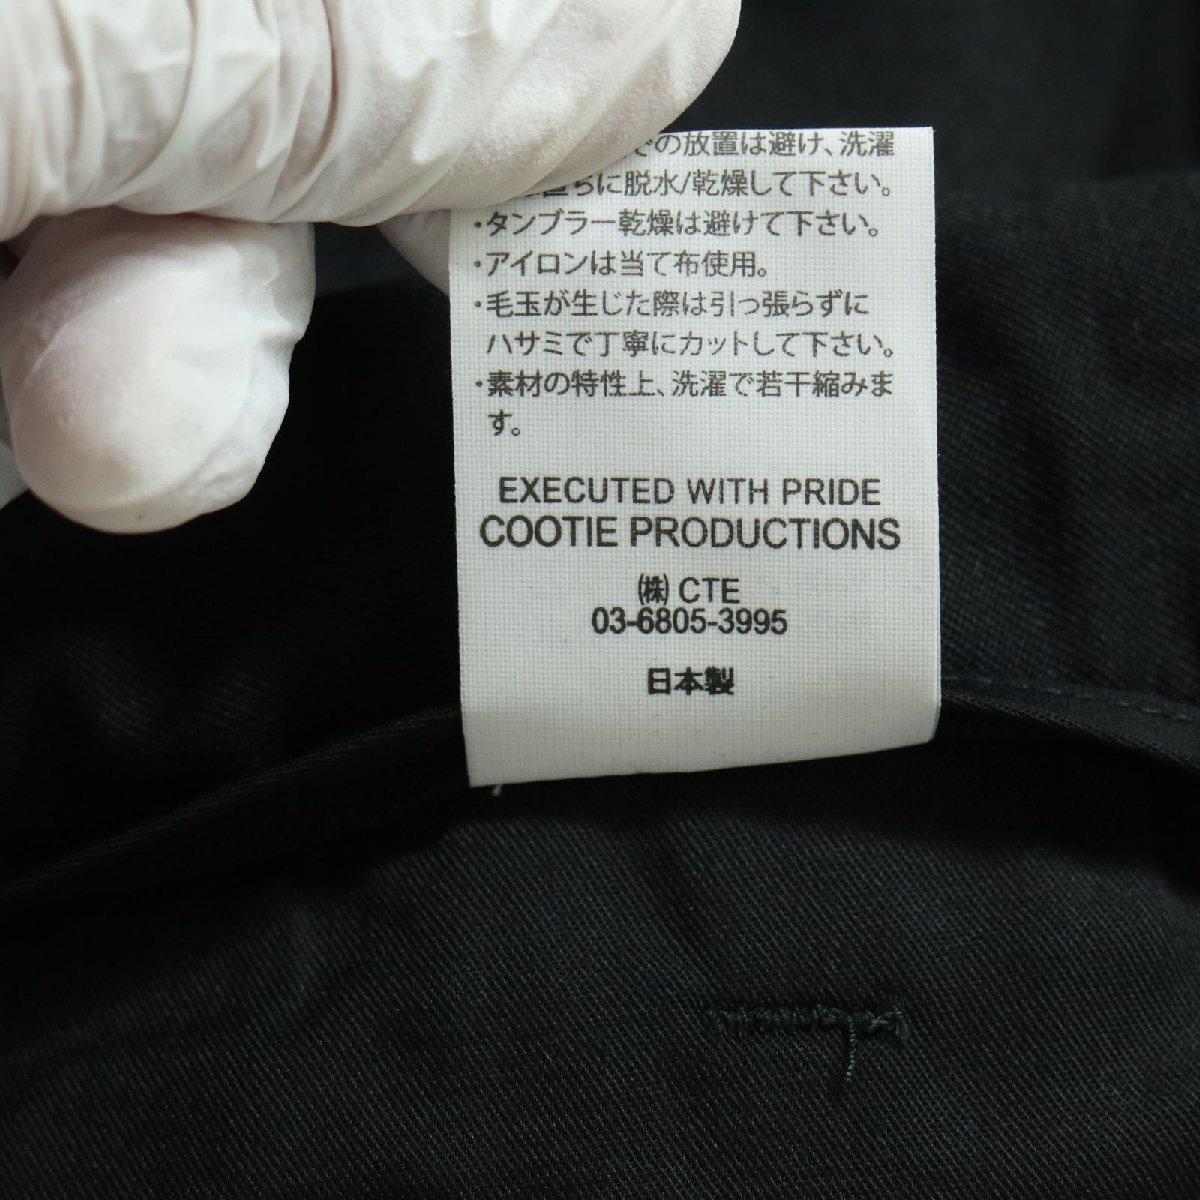 の放置は避け、洗濯
ちに脱水/乾燥して下さい。
・タンブラー乾燥は避けて下さい。
・アイロンは当て布使用。
・毛玉が生じた際は引っ張らずに
ハサミで丁寧にカットして下さい。
・素材の特性上、洗濯で若干縮みま
す。
EXECUTED WITH PRIDE
COOTIE PRODUCTIONS
㈱ CTE
03-6805-3995
日本製